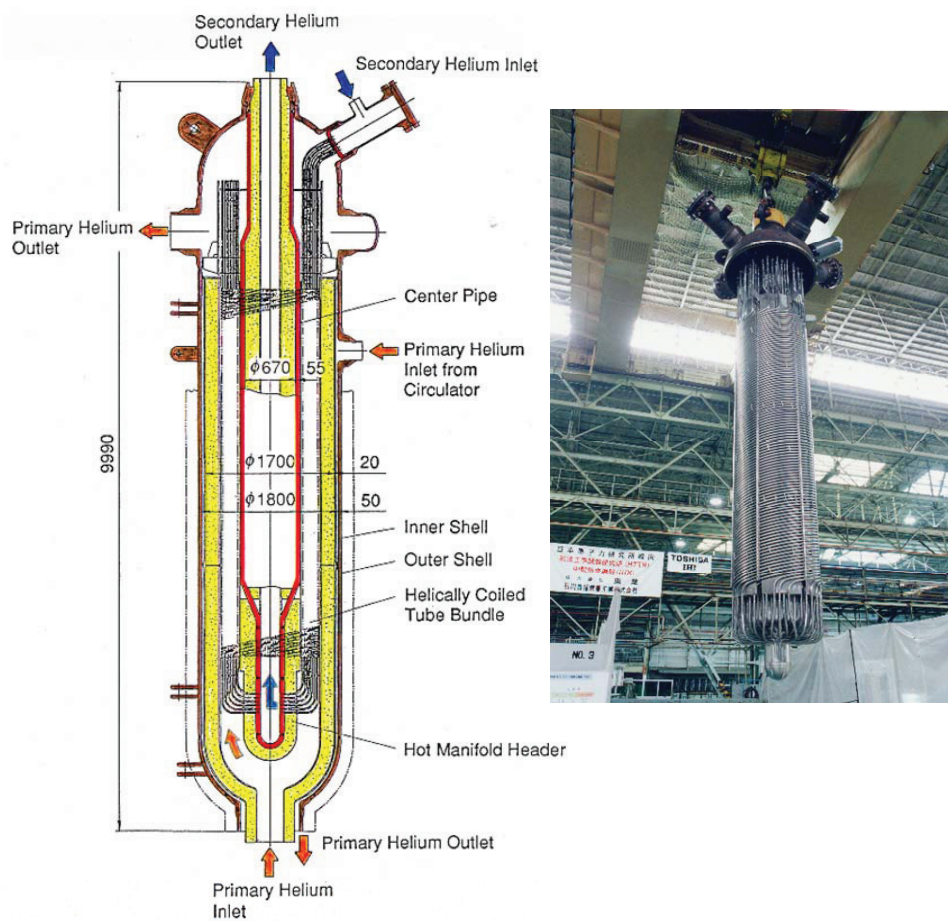 Secondary Helium
Outlet
Secondary Helium Inlet
Primary Helium
Outlet
Center Pipe
Primary Helium
Inlet from
Circulator
ϕ670
55
9990
ϕ1700
20
ϕ1800
50
Inner Shell
Outer Shell
Helically Coiled
Tube Bundle
Hot Manifold Header
Primary Helium Outlet
Primary Helium
Inlet
TOSHIBA
IHI
NO. 3